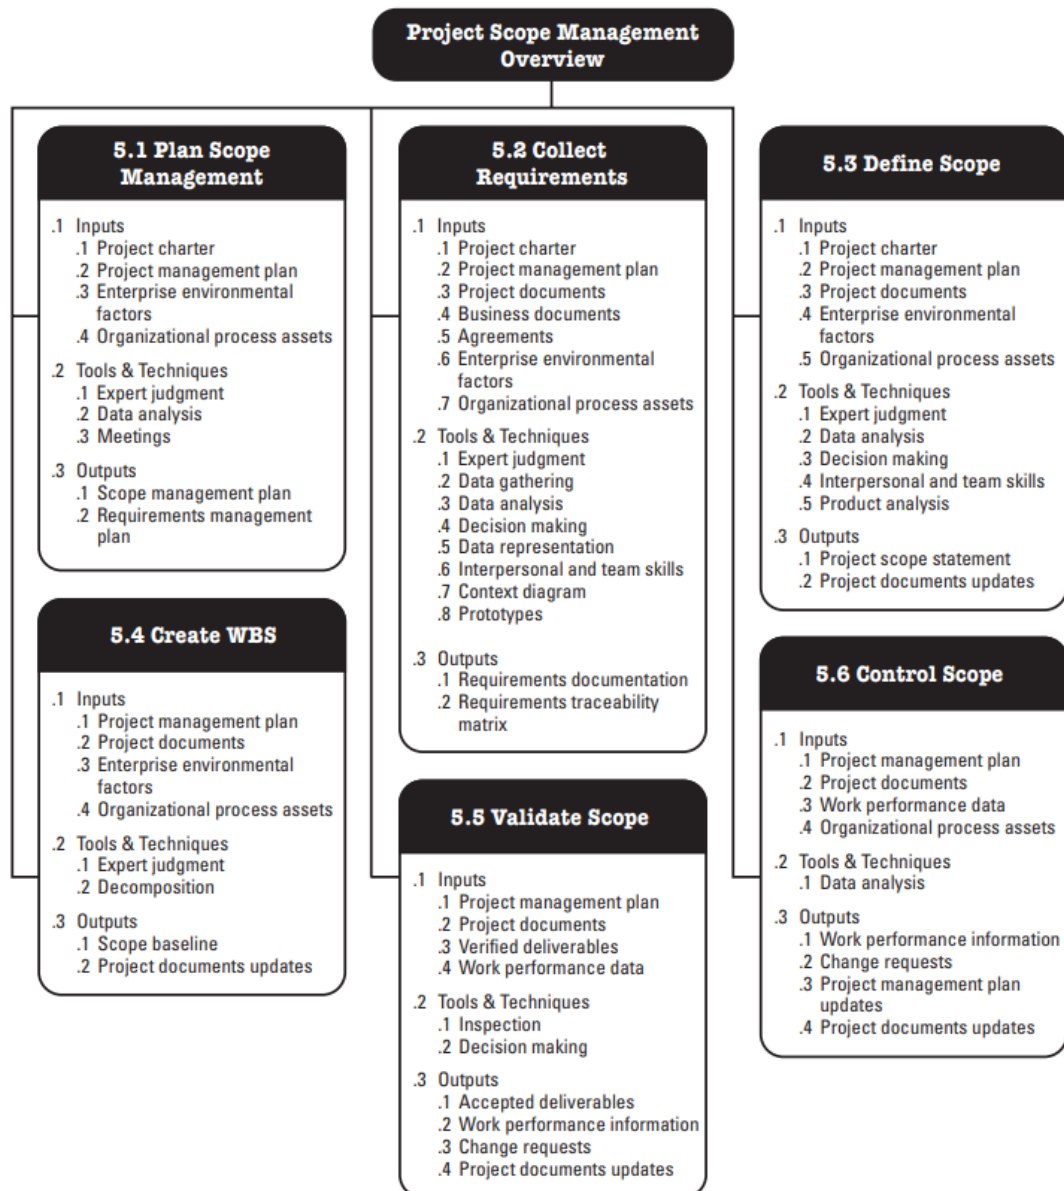 Project Scope Management
Overview
5.1 Plan Scope
Management
.1 Inputs
.1 Project charter
.2 Project management plan
.3 Enterprise environmental
factors
.4 Organizational process assets
.2 Tools & Techniques
.1 Expert judgment
.2 Data analysis
.3 Meetings
.3 Outputs
.1 Scope management plan
.2 Requirements management
plan
5.2 Collect
Requirements
.1 Inputs
.1 Project charter
.2 Project management plan
.3 Project documents
.4 Business documents
.5 Agreements
.6 Enterprise environmental
factors
.7 Organizational process assets
.2 Tools & Techniques
.1 Expert judgment
.2 Data gathering
.3 Data analysis
.4 Decision making
.5 Data representation
.6 Interpersonal and team skills
.7 Context diagram
.8 Prototypes
.3 Outputs
.1 Requirements documentation
.2 Requirements traceability
matrix
5.3 Define Scope
.1 Inputs
.1 Project charter
.2 Project management plan
.3 Project documents
.4 Enterprise environmental
factors
.5 Organizational process assets
.2 Tools & Techniques
.1 Expert judgment
.2 Data analysis
.3 Decision making
.4 Interpersonal and team skills
.5 Product analysis
.3 Outputs
.1 Project scope statement
.2 Project documents updates
5.4 Create WBS
.1 Inputs
.1 Project management plan
.2 Project documents
.3 Enterprise environmental
factors
.4 Organizational process assets
.2 Tools & Techniques
.1 Expert judgment
.2 Decomposition
.3 Outputs
.1 Scope baseline
.2 Project documents updates
5.5 Validate Scope
.1 Inputs
.1 Project management plan
.2 Project documents
.3 Verified deliverables
.4 Work performance data
.2 Tools & Techniques
.1 Inspection
.2 Decision making
.3 Outputs
.1 Accepted deliverables
.2 Work performance information
.3 Change requests
.4 Project documents updates
5.6 Control Scope
.1 Inputs
.1 Project management plan
.2 Project documents
.3 Work performance data
.4 Organizational process assets
.2 Tools & Techniques
.1 Data analysis
.3 Outputs
.1 Work performance information
.2 Change requests
.3 Project management plan
updates
.4 Project documents updates